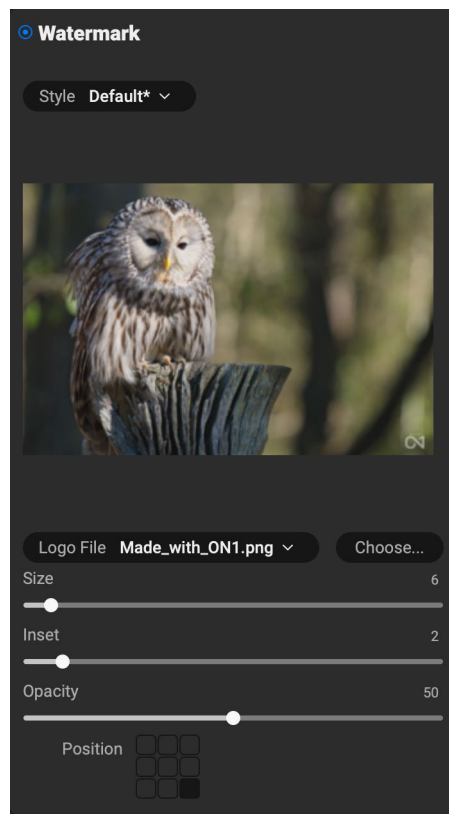 Watermark
Style Default*
Logo File Made_with_ON1.png Choose...
Size 6
Inset 2
Opacity 50
Position